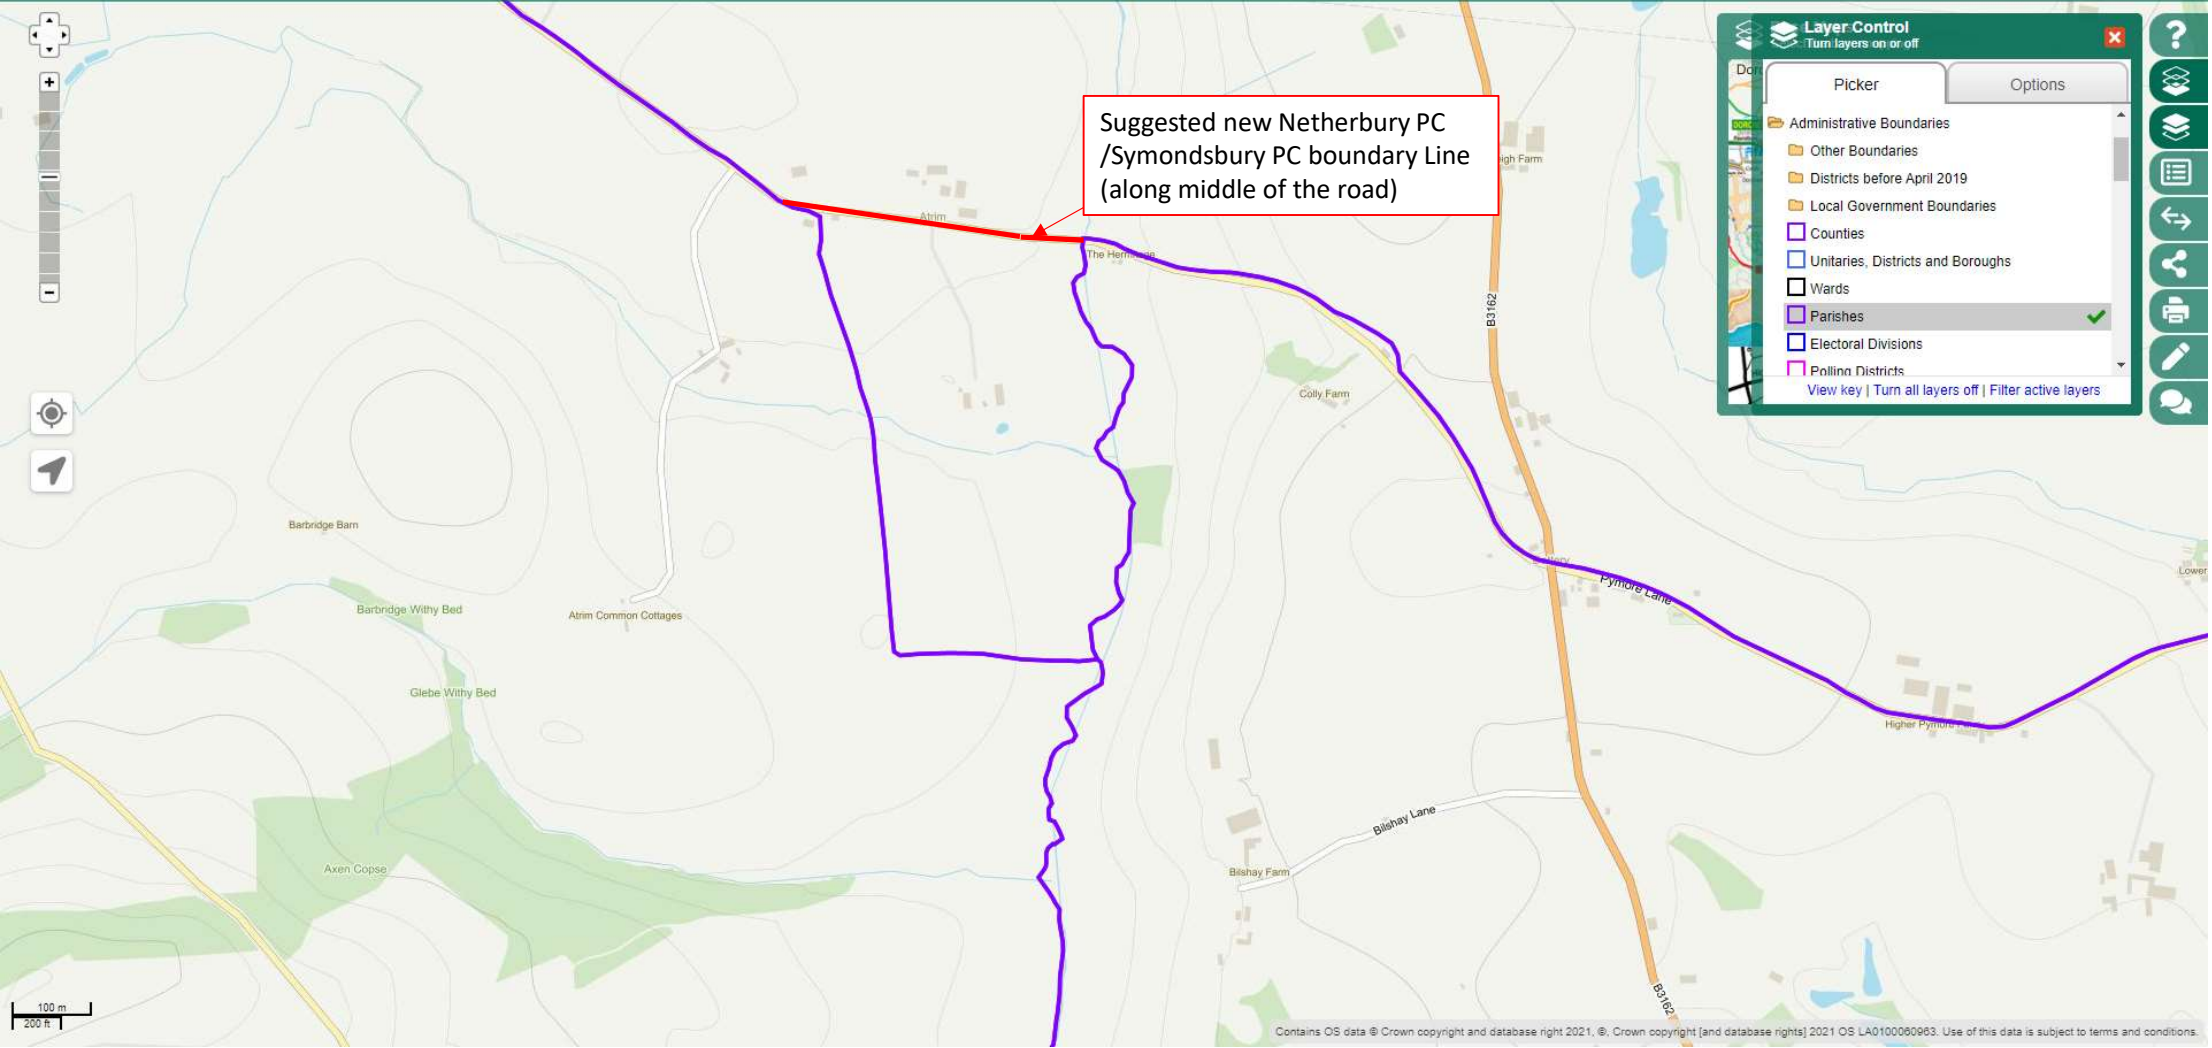 Layer Control
Turn layers on or off
Picker
Options
Administrative Boundaries
Other Boundaries
Districts before April 2019
Local Government Boundaries
Counties
Unitaries, Districts and Boroughs
Wards
Parishes
Electoral Divisions
Polling Districts
View key | Turn all layers off | Filter active layers
?
Suggested new Netherbury PC
/Symondsbury PC boundary Line
(along middle of the road)
Farm
Atrim
The
B3162
Colly Farm
Barbridge Barn
Barbridge Withy Bed
Atrim Common Cottages
Pymore Lane
Lower
Glebe Withy Bed
Higher Pymore
Bilshay Lane
Axen Copse
Bilshay Farm
B3162
100 m
200 ft
Contains OS data © Crown copyright and database right 2021, ©, Crown copyright [and database rights] 2021 OS LA0100060963. Use of this data is subject to terms and conditions.